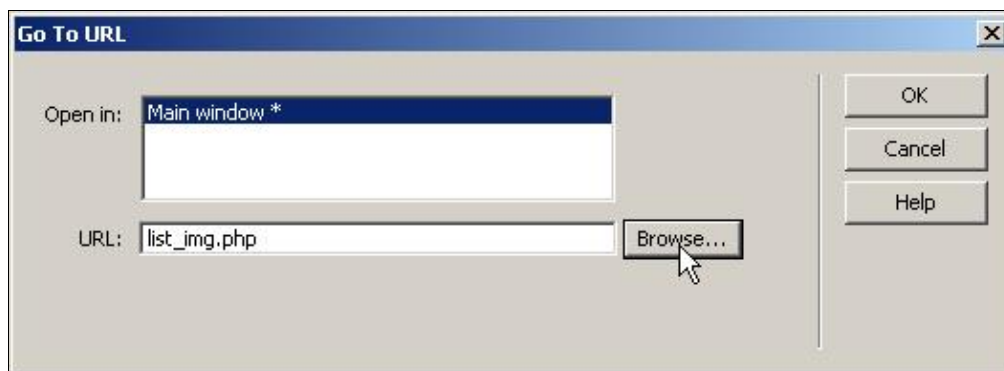 Go To URL
Open in: Main window *
OK
Cancel
Help
URL: list_img.php Browse...